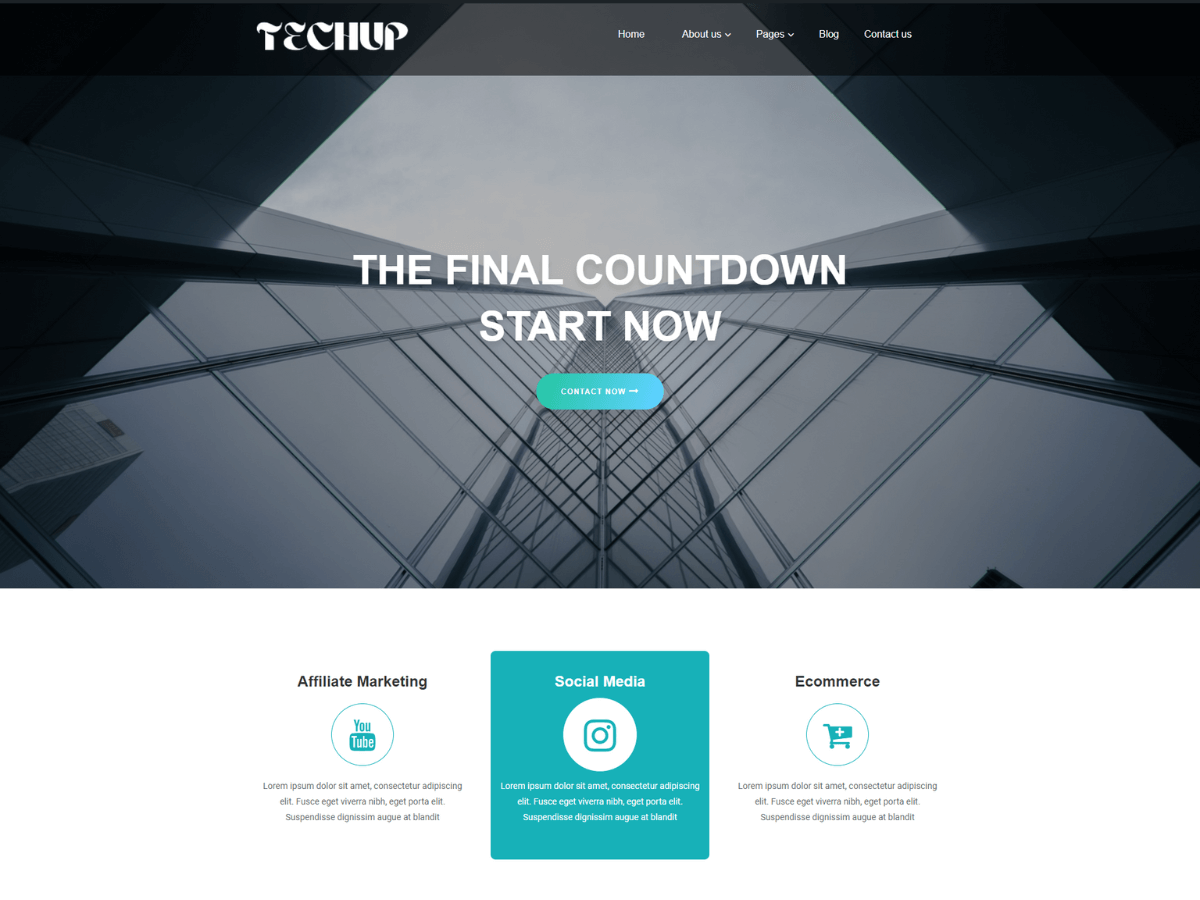 TECHUP
Home About us Pages Blog Contact us
THE FINAL COUNTDOWN
START NOW
CONTACT NOW
Affiliate Marketing
You
Tube
Lorem ipsum dolor sit amet, consectetur adipiscing
elit. Fusce eget viverra nibh, eget porta elit.
Suspendisse dignissim augue at blandit
Social Media
Lorem ipsum dolor sit amet, consectetur adipiscing
elit. Fusce eget viverra nibh, eget porta elit.
Suspendisse dignissim augue at blandit
Ecommerce
Lorem ipsum dolor sit amet, consectetur adipiscing
elit. Fusce eget viverra nibh, eget porta elit.
Suspendisse dignissim augue at blandit